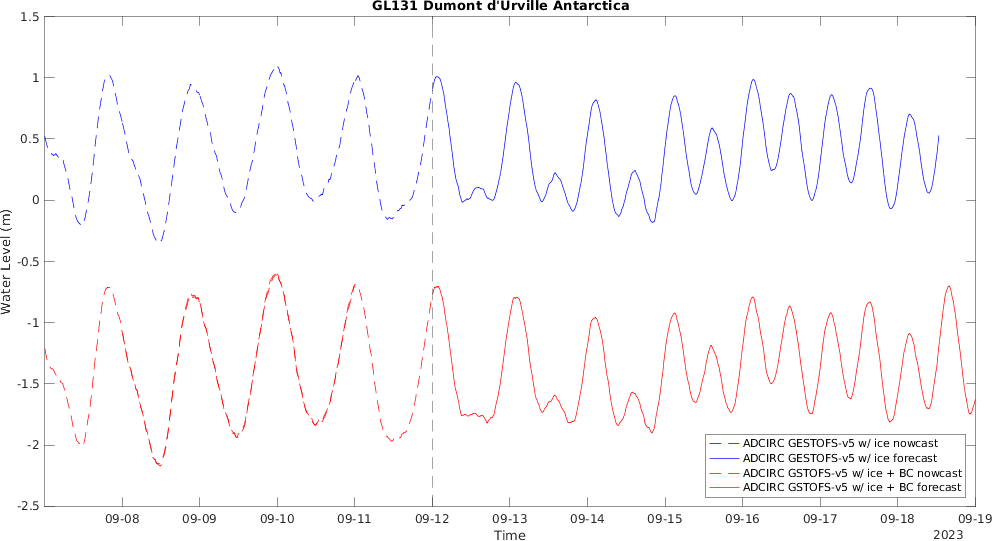 GL131 Dumont d'Urville Antarctica
1.5
1
0.5
0
-0.5
-1
-1.5
-2
-2.5
Water Level (m)
ADCIRC GESTOFS-v5 w/ ice nowcast
ADCIRC GESTOFS-v5 w/ ice forecast
ADCIRC GSTOFS-v5 w/ ice + BC nowcast
ADCIRC GSTOFS-v5 w/ ice + BC forecast
09-08 09-09 09-10 09-11 09-12 09-13 09-14 09-15 09-16 09-17 09-18 09-19
Time
2023